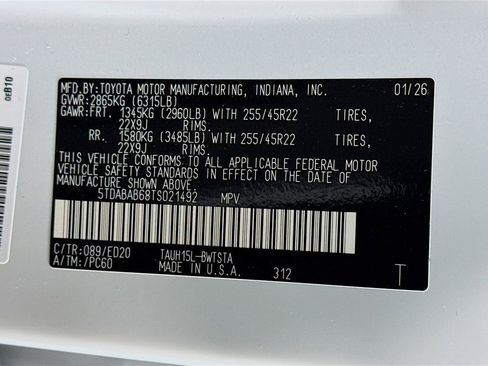 0EB10
MFD.BY:TOYOTA MOTOR MANUFACTURING, INDIANA, INC. 01/26
GVWR:2865KG (6315LB)
GAWR:FRT. 1345KG (2960LB) WITH 255/45R22 TIRES,
22X9J RIMS.
RR. 1580KG (3485LB) WITH 255/45R22 TIRES,
22X9J RIMS.
THIS VEHICLE CONFORMS TO ALL APPLICABLE FEDERAL MOTOR
VEHICLE SAFETY STANDARDS IN EFFECT ON THE DATE OF
MANUFACTURE SHOWN ABOVE.
5TDABAB68TS021492 MPV
C/TR:089/ED20 TAUH15L-BWTSTA
A/TM:/PC60 MADE IN U.S.A. 312 T